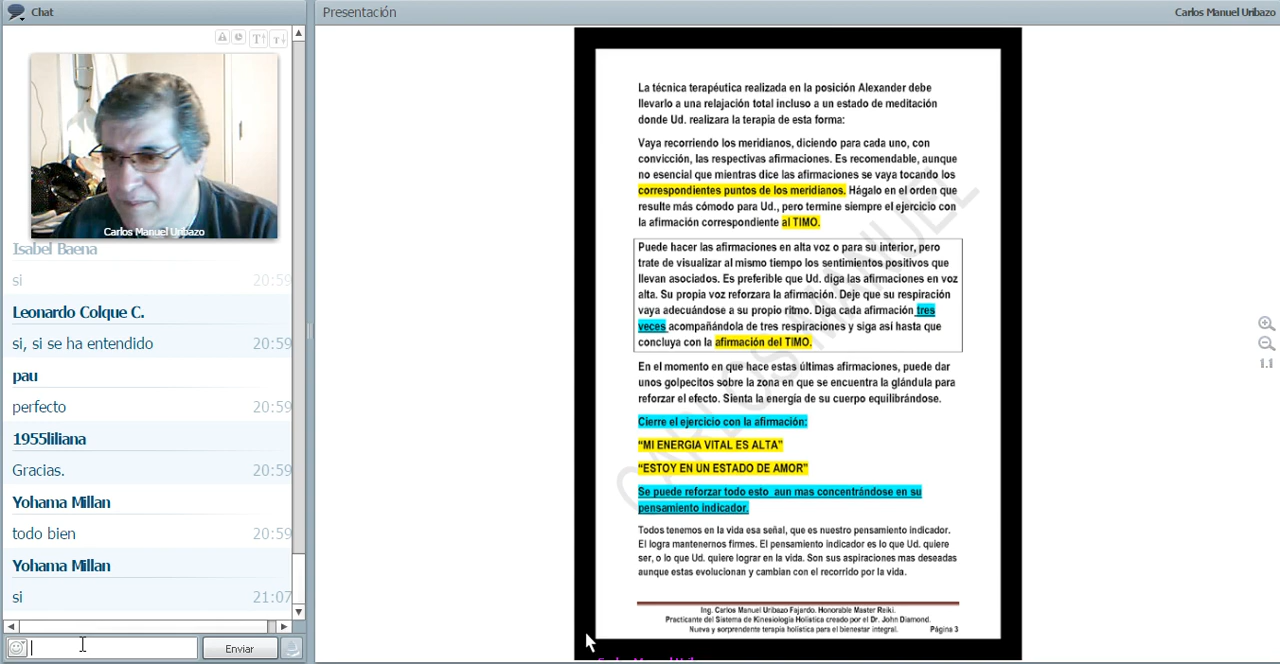 Chat
Presentación
Carlos Manuel Uribazo
Carlos Manuel Uribazo
Isabel Baena
si 20:59
Leonardo Colque C.
si, si se ha entendido 20:59
pau
perfecto 20:59
1955liliana
Gracias. 20:59
Yohama Millan
todo bien 20:59
Yohama Millan
si 21:07
Enviar
La técnica terapéutica realizada en la posición Alexander debe
llevarlo a una relajación total incluso a un estado de meditación
donde Ud. realizara la terapia de esta forma:
Vaya recorriendo los meridianos, diciendo para cada uno, con
convicción, las respectivas afirmaciones. Es recomendable, aunque
no esencial que mientras dice las afirmaciones se vaya tocando los
correspondientes puntos de los meridianos. Hágalo en el orden que
resulte más cómodo para Ud., pero termine siempre el ejercicio con
la afirmación correspondiente al TIMO.
Puede hacer las afirmaciones en alta voz o para su interior, pero
trate de visualizar al mismo tiempo los sentimientos positivos que
llevan asociados. Es preferible que Ud. diga las afirmaciones en voz
alta. Su propia voz reforzara la afirmación. Deje que su respiración
vaya adecuándose a su propio ritmo. Diga cada afirmación tres
veces acompañándola de tres respiraciones y siga así hasta que
concluya con la afirmación del TIMO.
En el momento en que hace estas últimas afirmaciones, puede dar
unos golpecitos sobre la zona en que se encuentra la glándula para
reforzar el efecto. Sienta la energía de su cuerpo equilibrándose.
Cierre el ejercicio con la afirmación:
“MI ENERGIA VITAL ES ALTA”
“ESTOY EN UN ESTADO DE AMOR”
Se puede reforzar todo esto aun mas concentrándose en su
pensamiento indicador.
Todos tenemos en la vida esa señal, que es nuestro pensamiento indicador.
El logra mantenernos firmes. El pensamiento indicador es lo que Ud. quiere
ser, o lo que Ud. quiere lograr en la vida. Son sus aspiraciones mas deseadas
aunque estas evolucionan y cambian con el recorrido por la vida.
Ing. Carlos Manuel Uribazo Fajardo. Honorable Master Reiki.
Practicante del Sistema de Kinesiología Holística creado por el Dr. John Diamond.
Nueva y sorprendente terapia holística para el bienestar integral. Página 3
CARLOS MANUEL
1.1